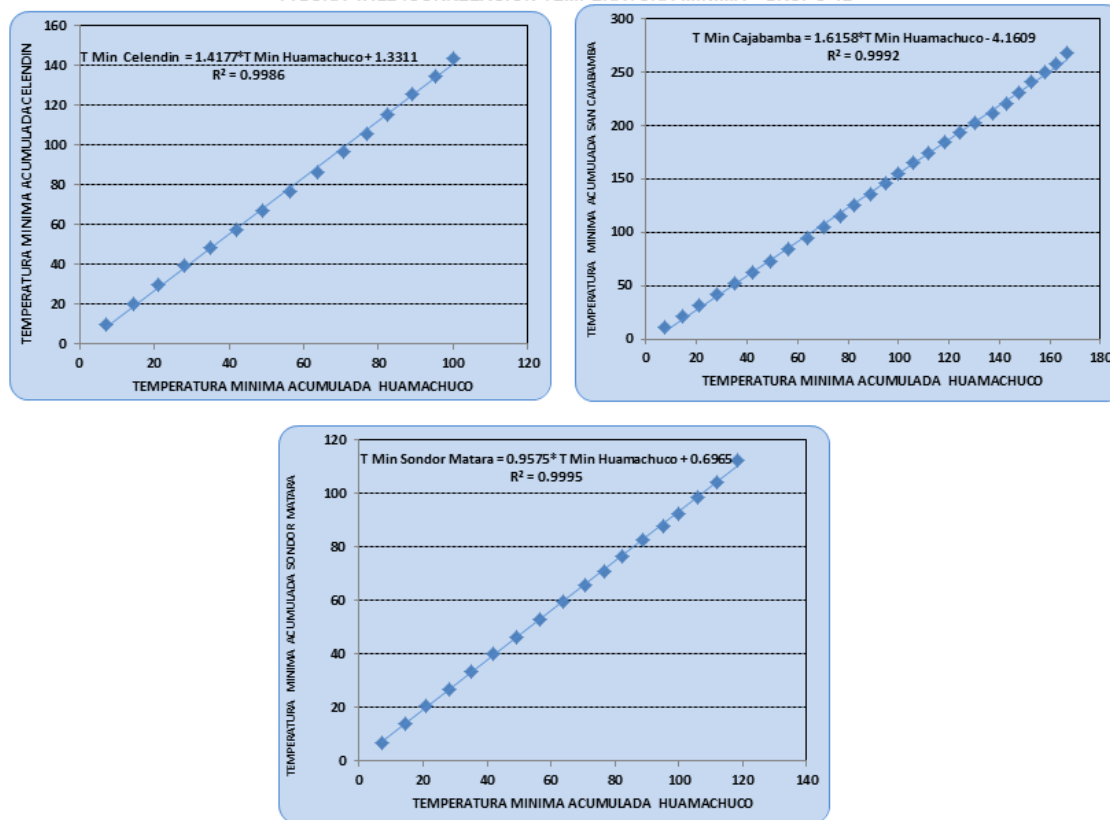 T Min Celendin = 1.4177*T Min Huamachuco + 1.3311
R² = 0.9986
TEMPERATURA MINIMA ACUMULADA CELENDIN
160
140
120
100
80
60
40
20
0
0 20 40 60 80 100 120
TEMPERATURA MINIMA ACUMULADA HUAMACHUCO
T Min Cajabamba = 1.6158*T Min Huamachuco - 4.1609
R² = 0.9992
TEMPERATURA MINIMA ACUMULADA SAN CAJABAMBA
300
250
200
150
100
50
0
0 20 40 60 80 100 120 140 160 180
TEMPERATURA MINIMA ACUMULADA HUAMACHUCO
T Min Sondor Matara = 0.9575* T Min Huamachuco + 0.6965
R² = 0.9995
TEMPERATURA MINIMA ACUMULADA SONDOR MATARA
120
100
80
60
40
20
0
0 20 40 60 80 100 120 140
TEMPERATURA MINIMA ACUMULADA HUAMACHUCO